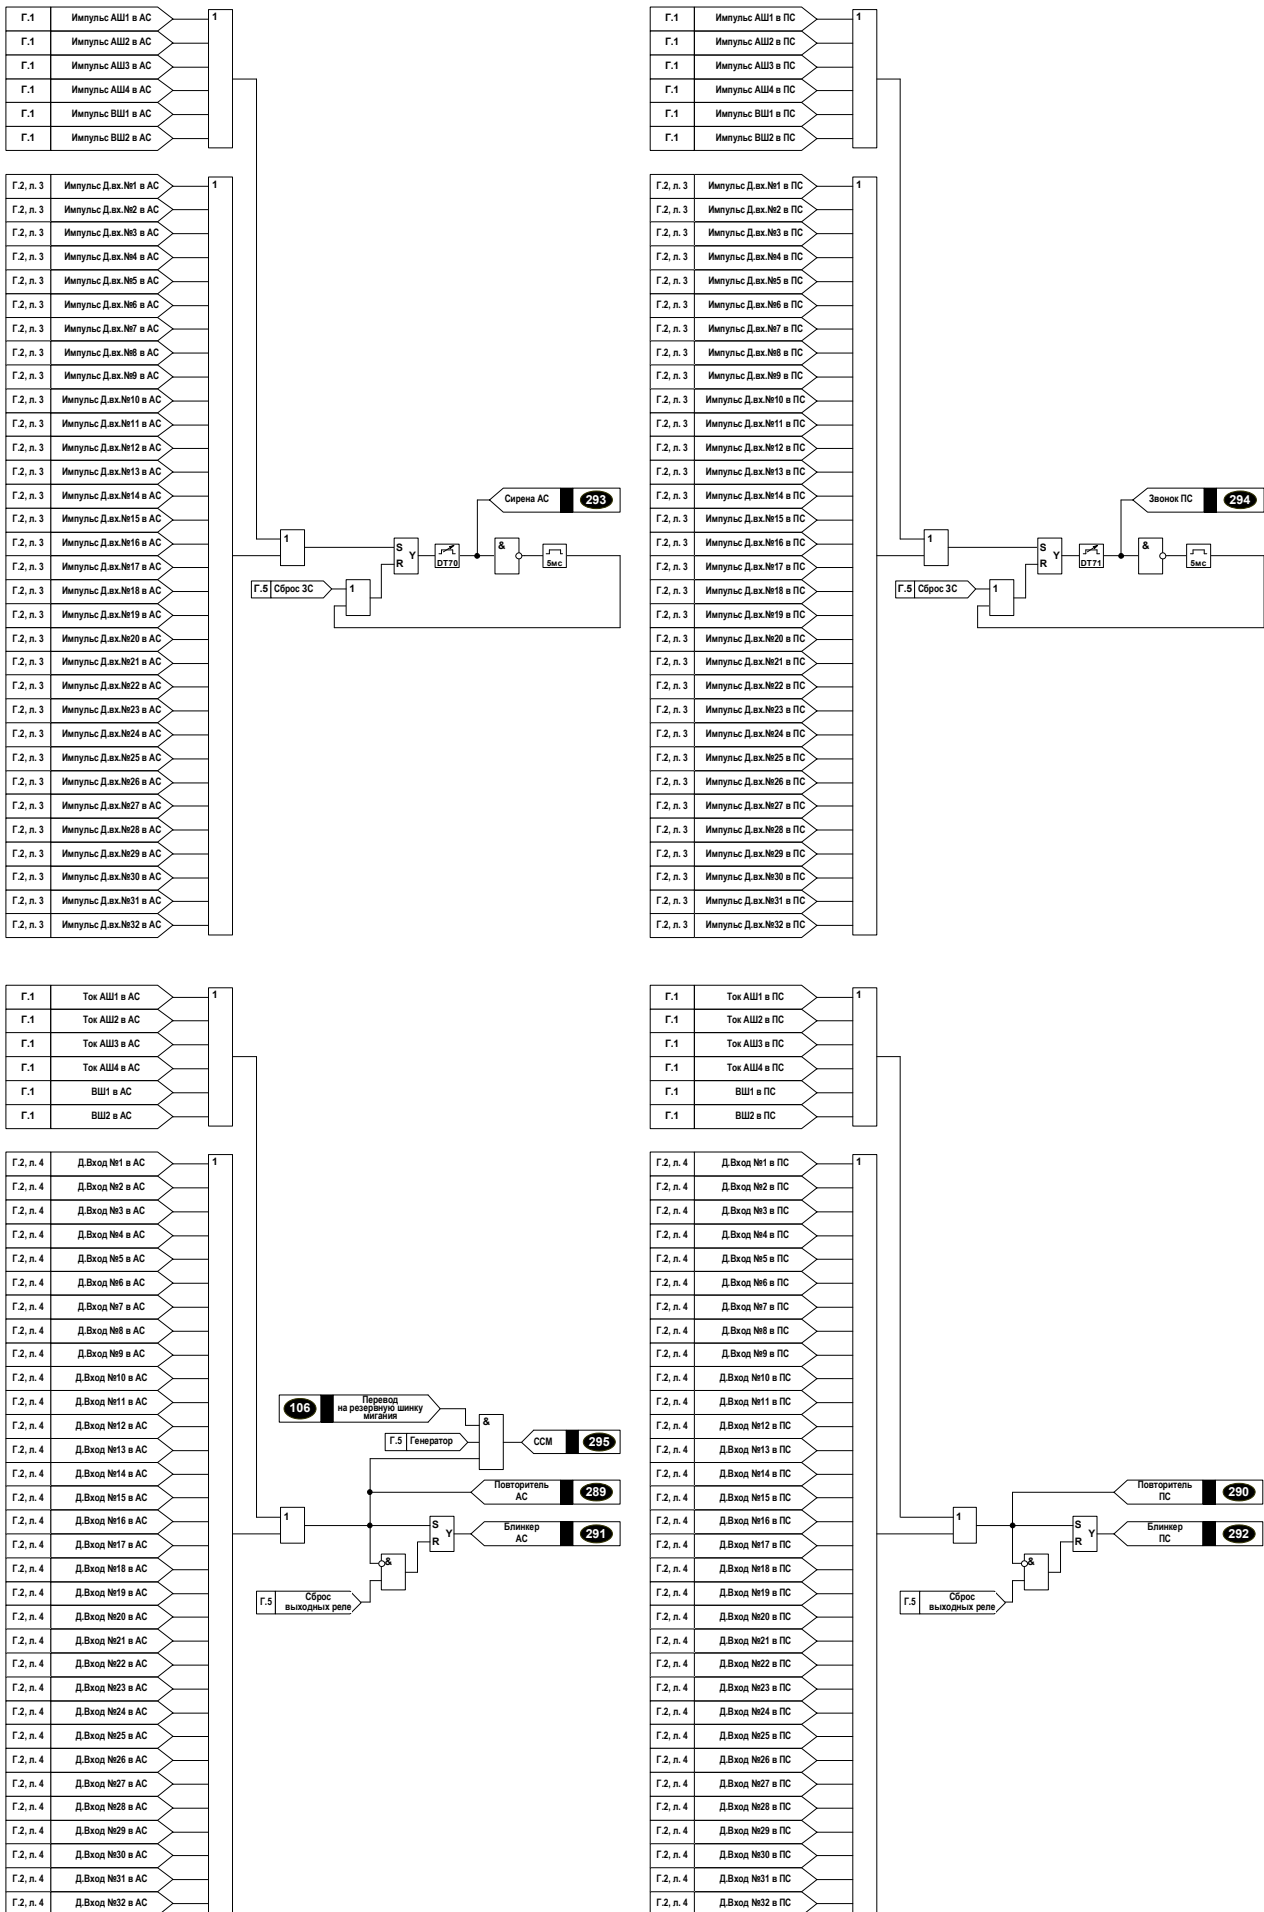 Г.1 Импульс АШ1 в АС
Г.1 Импульс АШ2 в АС
Г.1 Импульс АШ3 в АС
Г.1 Импульс АШ4 в АС
Г.1 Импульс ВШ1 в АС
Г.1 Импульс ВШ2 в АС
1
Г.2, л. 3 Импульс Д.вх.№1 в АС
Г.2, л. 3 Импульс Д.вх.№2 в АС
Г.2, л. 3 Импульс Д.вх.№3 в АС
Г.2, л. 3 Импульс Д.вх.№4 в АС
Г.2, л. 3 Импульс Д.вх.№5 в АС
Г.2, л. 3 Импульс Д.вх.№6 в АС
Г.2, л. 3 Импульс Д.вх.№7 в АС
Г.2, л. 3 Импульс Д.вх.№8 в АС
Г.2, л. 3 Импульс Д.вх.№9 в АС
Г.2, л. 3 Импульс Д.вх.№10 в АС
Г.2, л. 3 Импульс Д.вх.№11 в АС
Г.2, л. 3 Импульс Д.вх.№12 в АС
Г.2, л. 3 Импульс Д.вх.№13 в АС
Г.2, л. 3 Импульс Д.вх.№14 в АС
Г.2, л. 3 Импульс Д.вх.№15 в АС
Г.2, л. 3 Импульс Д.вх.№16 в АС
Г.2, л. 3 Импульс Д.вх.№17 в АС
Г.2, л. 3 Импульс Д.вх.№18 в АС
Г.2, л. 3 Импульс Д.вх.№19 в АС
Г.2, л. 3 Импульс Д.вх.№20 в АС
Г.2, л. 3 Импульс Д.вх.№21 в АС
Г.2, л. 3 Импульс Д.вх.№22 в АС
Г.2, л. 3 Импульс Д.вх.№23 в АС
Г.2, л. 3 Импульс Д.вх.№24 в АС
Г.2, л. 3 Импульс Д.вх.№25 в АС
Г.2, л. 3 Импульс Д.вх.№26 в АС
Г.2, л. 3 Импульс Д.вх.№27 в АС
Г.2, л. 3 Импульс Д.вх.№28 в АС
Г.2, л. 3 Импульс Д.вх.№29 в АС
Г.2, л. 3 Импульс Д.вх.№30 в АС
Г.2, л. 3 Импульс Д.вх.№31 в АС
Г.2, л. 3 Импульс Д.вх.№32 в АС
1
Сирена АС 293
1
S
R
Y
DT70
&
5мс
Г.5 Сброс ЗС
1
Г.1 Импульс АШ1 в ПС
Г.1 Импульс АШ2 в ПС
Г.1 Импульс АШ3 в ПС
Г.1 Импульс АШ4 в ПС
Г.1 Импульс ВШ1 в ПС
Г.1 Импульс ВШ2 в ПС
1
Г.2, л. 3 Импульс Д.вх.№1 в ПС
Г.2, л. 3 Импульс Д.вх.№2 в ПС
Г.2, л. 3 Импульс Д.вх.№3 в ПС
Г.2, л. 3 Импульс Д.вх.№4 в ПС
Г.2, л. 3 Импульс Д.вх.№5 в ПС
Г.2, л. 3 Импульс Д.вх.№6 в ПС
Г.2, л. 3 Импульс Д.вх.№7 в ПС
Г.2, л. 3 Импульс Д.вх.№8 в ПС
Г.2, л. 3 Импульс Д.вх.№9 в ПС
Г.2, л. 3 Импульс Д.вх.№10 в ПС
Г.2, л. 3 Импульс Д.вх.№11 в ПС
Г.2, л. 3 Импульс Д.вх.№12 в ПС
Г.2, л. 3 Импульс Д.вх.№13 в ПС
Г.2, л. 3 Импульс Д.вх.№14 в ПС
Г.2, л. 3 Импульс Д.вх.№15 в ПС
Г.2, л. 3 Импульс Д.вх.№16 в ПС
Г.2, л. 3 Импульс Д.вх.№17 в ПС
Г.2, л. 3 Импульс Д.вх.№18 в ПС
Г.2, л. 3 Импульс Д.вх.№19 в ПС
Г.2, л. 3 Импульс Д.вх.№20 в ПС
Г.2, л. 3 Импульс Д.вх.№21 в ПС
Г.2, л. 3 Импульс Д.вх.№22 в ПС
Г.2, л. 3 Импульс Д.вх.№23 в ПС
Г.2, л. 3 Импульс Д.вх.№24 в ПС
Г.2, л. 3 Импульс Д.вх.№25 в ПС
Г.2, л. 3 Импульс Д.вх.№26 в ПС
Г.2, л. 3 Импульс Д.вх.№27 в ПС
Г.2, л. 3 Импульс Д.вх.№28 в ПС
Г.2, л. 3 Импульс Д.вх.№29 в ПС
Г.2, л. 3 Импульс Д.вх.№30 в ПС
Г.2, л. 3 Импульс Д.вх.№31 в ПС
Г.2, л. 3 Импульс Д.вх.№32 в ПС
1
Звонок ПС 294
1
S
R
Y
DT71
&
5мс
Г.5 Сброс ЗС
1
Г.1 Ток АШ1 в АС
Г.1 Ток АШ2 в АС
Г.1 Ток АШ3 в АС
Г.1 Ток АШ4 в АС
Г.1 ВШ1 в АС
Г.1 ВШ2 в АС
1
Г.2, л. 4 Д.Вход №1 в АС
Г.2, л. 4 Д.Вход №2 в АС
Г.2, л. 4 Д.Вход №3 в АС
Г.2, л. 4 Д.Вход №4 в АС
Г.2, л. 4 Д.Вход №5 в АС
Г.2, л. 4 Д.Вход №6 в АС
Г.2, л. 4 Д.Вход №7 в АС
Г.2, л. 4 Д.Вход №8 в АС
Г.2, л. 4 Д.Вход №9 в АС
Г.2, л. 4 Д.Вход №10 в АС
Г.2, л. 4 Д.Вход №11 в АС
Г.2, л. 4 Д.Вход №12 в АС
Г.2, л. 4 Д.Вход №13 в АС
Г.2, л. 4 Д.Вход №14 в АС
Г.2, л. 4 Д.Вход №15 в АС
Г.2, л. 4 Д.Вход №16 в АС
Г.2, л. 4 Д.Вход №17 в АС
Г.2, л. 4 Д.Вход №18 в АС
Г.2, л. 4 Д.Вход №19 в АС
Г.2, л. 4 Д.Вход №20 в АС
Г.2, л. 4 Д.Вход №21 в АС
Г.2, л. 4 Д.Вход №22 в АС
Г.2, л. 4 Д.Вход №23 в АС
Г.2, л. 4 Д.Вход №24 в АС
Г.2, л. 4 Д.Вход №25 в АС
Г.2, л. 4 Д.Вход №26 в АС
Г.2, л. 4 Д.Вход №27 в АС
Г.2, л. 4 Д.Вход №28 в АС
Г.2, л. 4 Д.Вход №29 в АС
Г.2, л. 4 Д.Вход №30 в АС
Г.2, л. 4 Д.Вход №31 в АС
Г.2, л. 4 Д.Вход №32 в АС
1
106 Перевод
на резервную шинку
мигания
&
Г.5 Генератор
ССМ 295
Повторитель
АС 289
1
S
R
Y
Блинкер
АС 291
&
Г.5 Сброс
выходных реле
Г.1 Ток АШ1 в ПС
Г.1 Ток АШ2 в ПС
Г.1 Ток АШ3 в ПС
Г.1 Ток АШ4 в ПС
Г.1 ВШ1 в ПС
Г.1 ВШ2 в ПС
1
Г.2, л. 4 Д.Вход №1 в ПС
Г.2, л. 4 Д.Вход №2 в ПС
Г.2, л. 4 Д.Вход №3 в ПС
Г.2, л. 4 Д.Вход №4 в ПС
Г.2, л. 4 Д.Вход №5 в ПС
Г.2, л. 4 Д.Вход №6 в ПС
Г.2, л. 4 Д.Вход №7 в ПС
Г.2, л. 4 Д.Вход №8 в ПС
Г.2, л. 4 Д.Вход №9 в ПС
Г.2, л. 4 Д.Вход №10 в ПС
Г.2, л. 4 Д.Вход №11 в ПС
Г.2, л. 4 Д.Вход №12 в ПС
Г.2, л. 4 Д.Вход №13 в ПС
Г.2, л. 4 Д.Вход №14 в ПС
Г.2, л. 4 Д.Вход №15 в ПС
Г.2, л. 4 Д.Вход №16 в ПС
Г.2, л. 4 Д.Вход №17 в ПС
Г.2, л. 4 Д.Вход №18 в ПС
Г.2, л. 4 Д.Вход №19 в ПС
Г.2, л. 4 Д.Вход №20 в ПС
Г.2, л. 4 Д.Вход №21 в ПС
Г.2, л. 4 Д.Вход №22 в ПС
Г.2, л. 4 Д.Вход №23 в ПС
Г.2, л. 4 Д.Вход №24 в ПС
Г.2, л. 4 Д.Вход №25 в ПС
Г.2, л. 4 Д.Вход №26 в ПС
Г.2, л. 4 Д.Вход №27 в ПС
Г.2, л. 4 Д.Вход №28 в ПС
Г.2, л. 4 Д.Вход №29 в ПС
Г.2, л. 4 Д.Вход №30 в ПС
Г.2, л. 4 Д.Вход №31 в ПС
Г.2, л. 4 Д.Вход №32 в ПС
1
Повторитель
ПС 290
1
S
R
Y
Блинкер
ПС 292
&
Г.5 Сброс
выходных реле